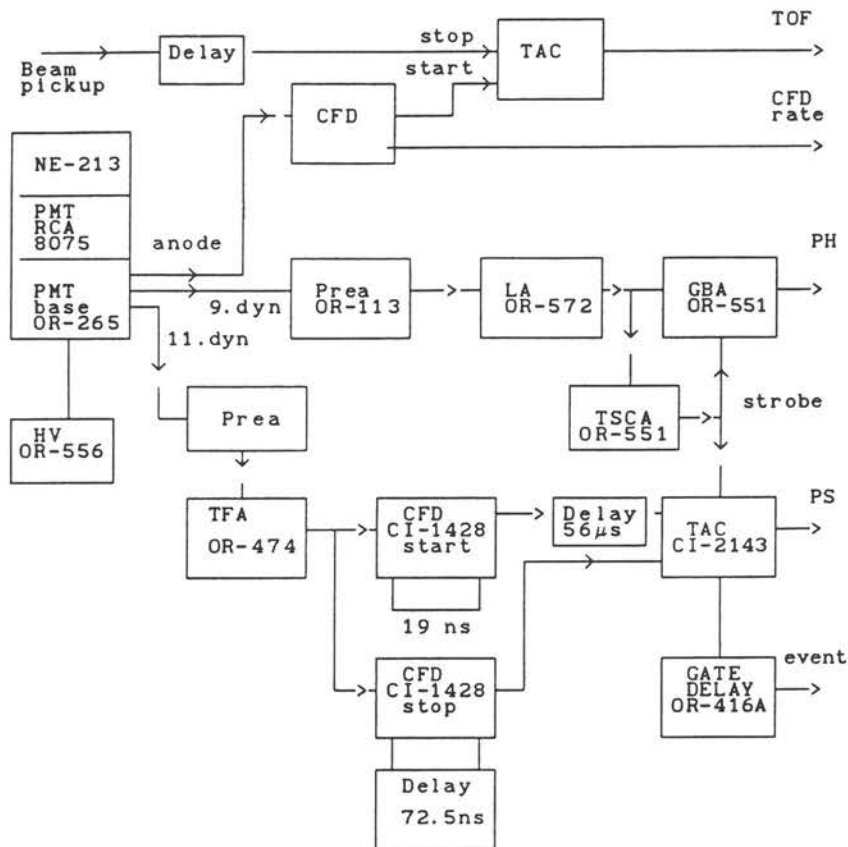 TOF
Delay
stop
TAC
Beam
pickup
start
CFD
CFD
rate
NE-213
PMT
RCA
8075
anode
PH
PMT
base
OR-265
9.dyn
Prea
OR-113
LA
OR-572
GBA
OR-551
11.dyn
Prea
TSCA
OR-551
strobe
HV
OR-556
TFA
OR-474
CFD
CI-1428
start
Delay
56μs
TAC
CI-2143
PS
19 ns
CFD
CI-1428
stop
GATE
DELAY
OR-416A
event
Delay
72.5ns